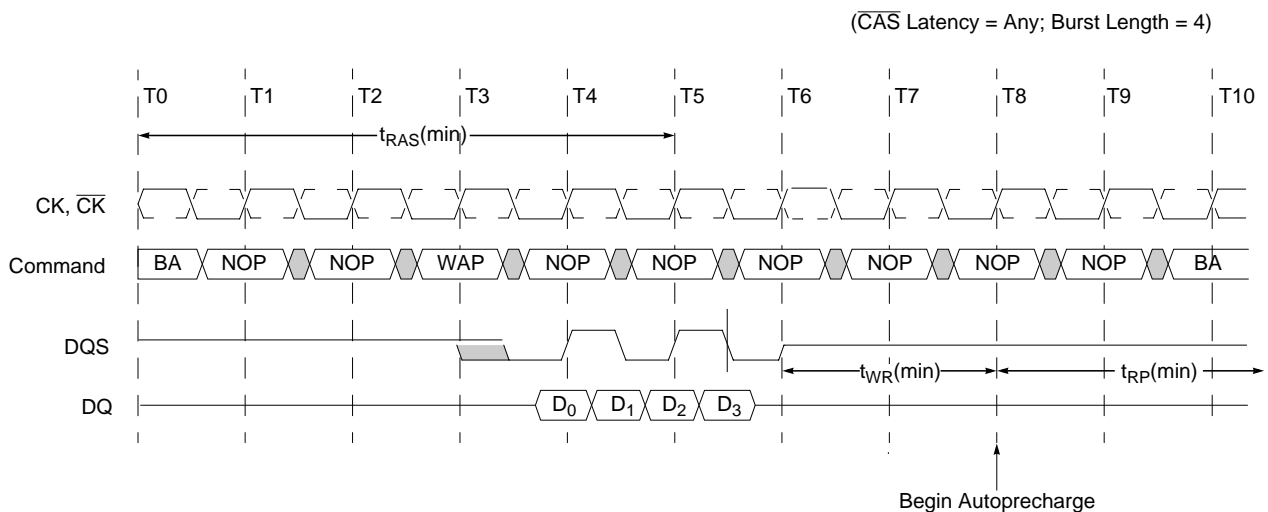 (CAS Latency = Any; Burst Length = 4)
T0 T1 T2 T3 T4 T5 T6 T7 T8 T9 T10
tRAS(min)
CK, CK
Command BA NOP NOP WAP NOP NOP NOP NOP NOP NOP BA
DQS
tWR(min) tRP(min)
DQ D0 D1 D2 D3
Begin Autoprecharge